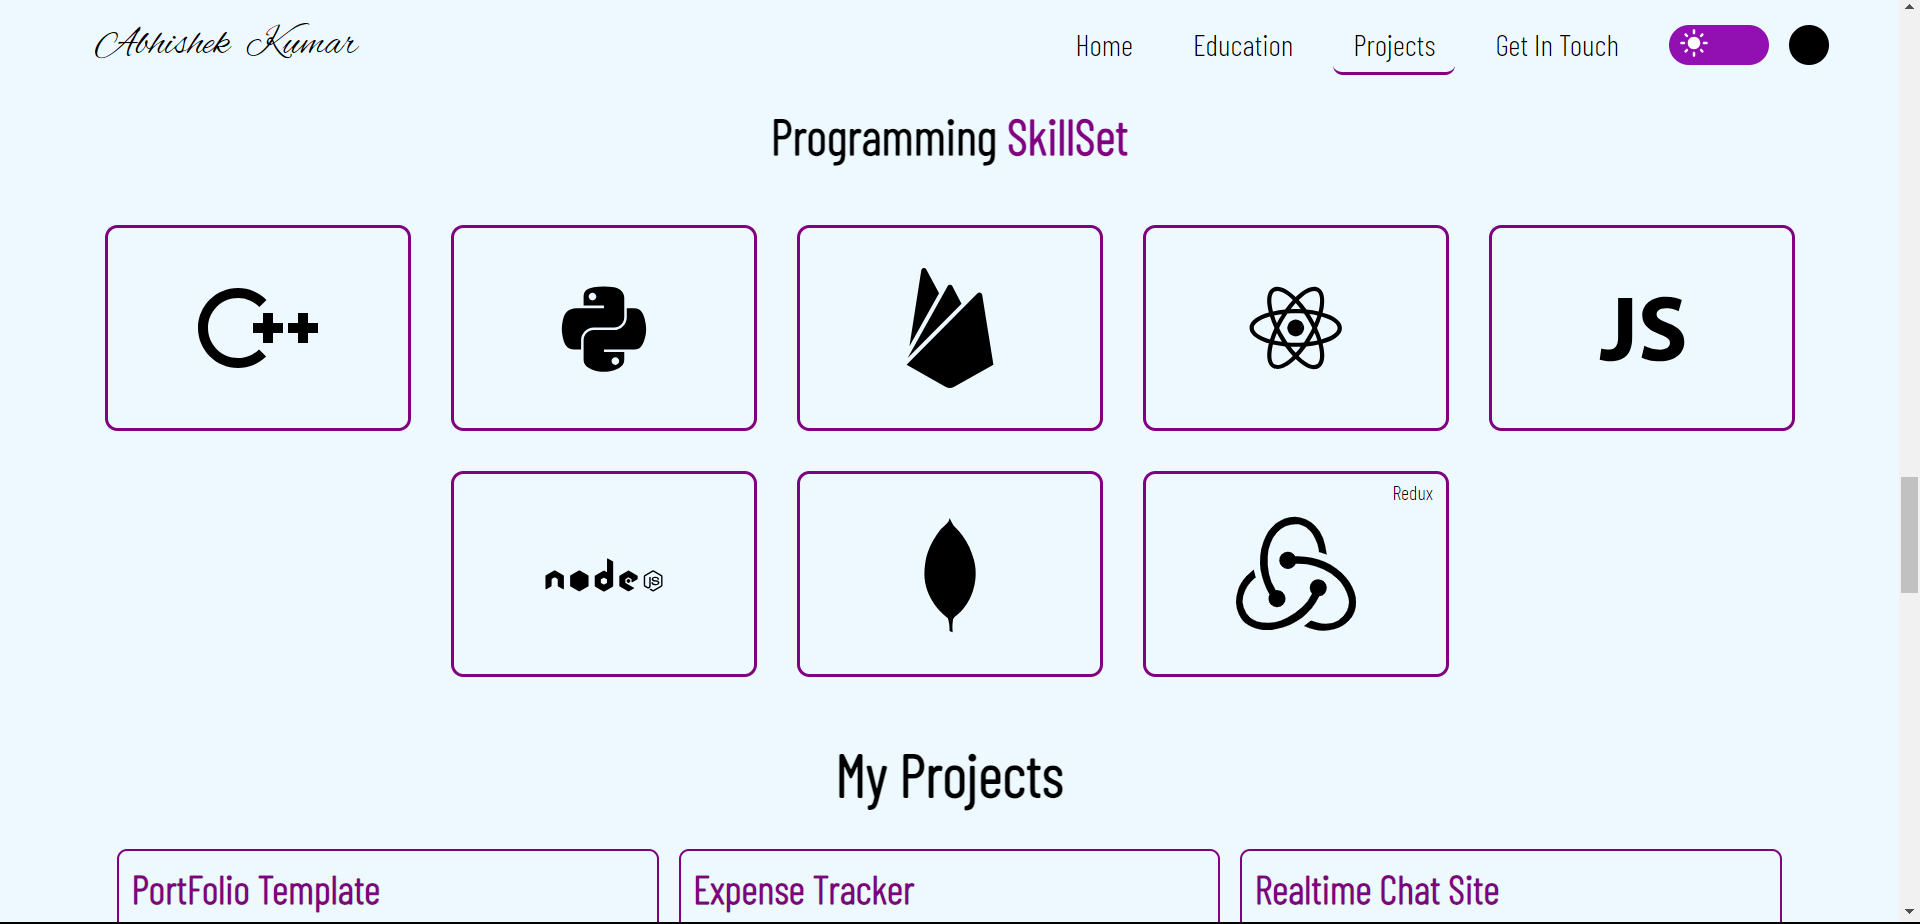 Abhishek Kumar
Home Education Projects Get In Touch
Programming SkillSet
C++ JS
node JS
Redux
My Projects
PortFolio Template
Expense Tracker
Realtime Chat Site